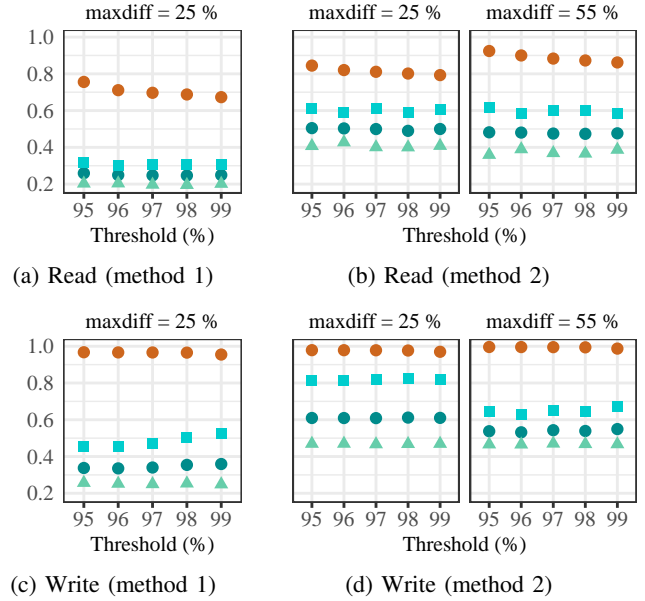 maxdiff = 25 %
maxdiff = 25 %
maxdiff = 55 %
1.0
0.8
0.6
0.4
0.2
95 96 97 98 99
95 96 97 98 99
95 96 97 98 99
Threshold (%)
Threshold (%)
(a) Read (method 1)
(b) Read (method 2)
maxdiff = 25 %
maxdiff = 25 %
maxdiff = 55 %
1.0
0.8
0.6
0.4
0.2
95 96 97 98 99
95 96 97 98 99
95 96 97 98 99
Threshold (%)
Threshold (%)
(c) Write (method 1)
(d) Write (method 2)